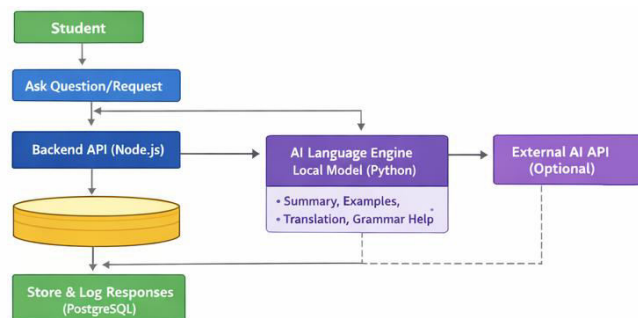 Student
Ask Question/Request
Backend API (Node.js)
AI Language Engine
Local Model (Python)
• Summary, Examples,
• Translation, Grammar Help
External AI API
(Optional)
Store & Log Responses
(PostgreSQL)